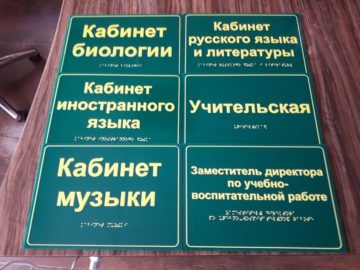 Кабинет
биологии
Кабинет
русского языка
и литературы
Кабинет
иностранного
языка
Учительская
Кабинет
музыки
Заместитель директора
по учебно-
воспитательной работе